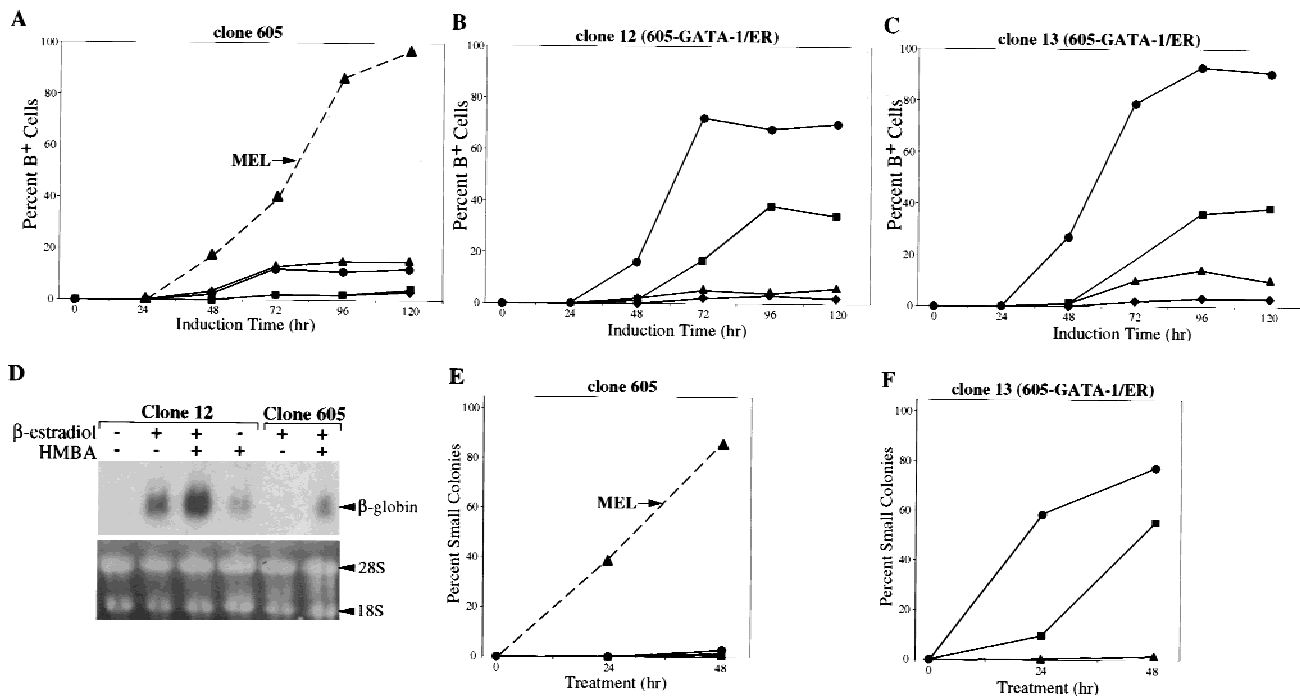 A
clone 605
Percent B+ Cells
100
80
60
40
20
0
MEL
0 24 48 72 96 120
Induction Time (hr)
B
clone 12 (605-GATA-1/ER)
Percent B+ Cells
100
80
60
40
20
0
0 24 48 72 96 120
Induction Time (hr)
C
clone 13 (605-GATA-1/ER)
Percent B+ Cells
100
80
60
40
20
0
0 24 48 72 96 120
Induction Time (hr)
D
Clone 12 Clone 605
β-estradiol - + + - + +
HMBA - - + + - +
β-globin
28S
18S
E
clone 605
Percent Small Colonies
100
80
60
40
20
0
MEL
0 24 48
Treatment (hr)
F
clone 13 (605-GATA-1/ER)
Percent Small Colonies
100
80
60
40
20
0
0 24 48
Treatment (hr)